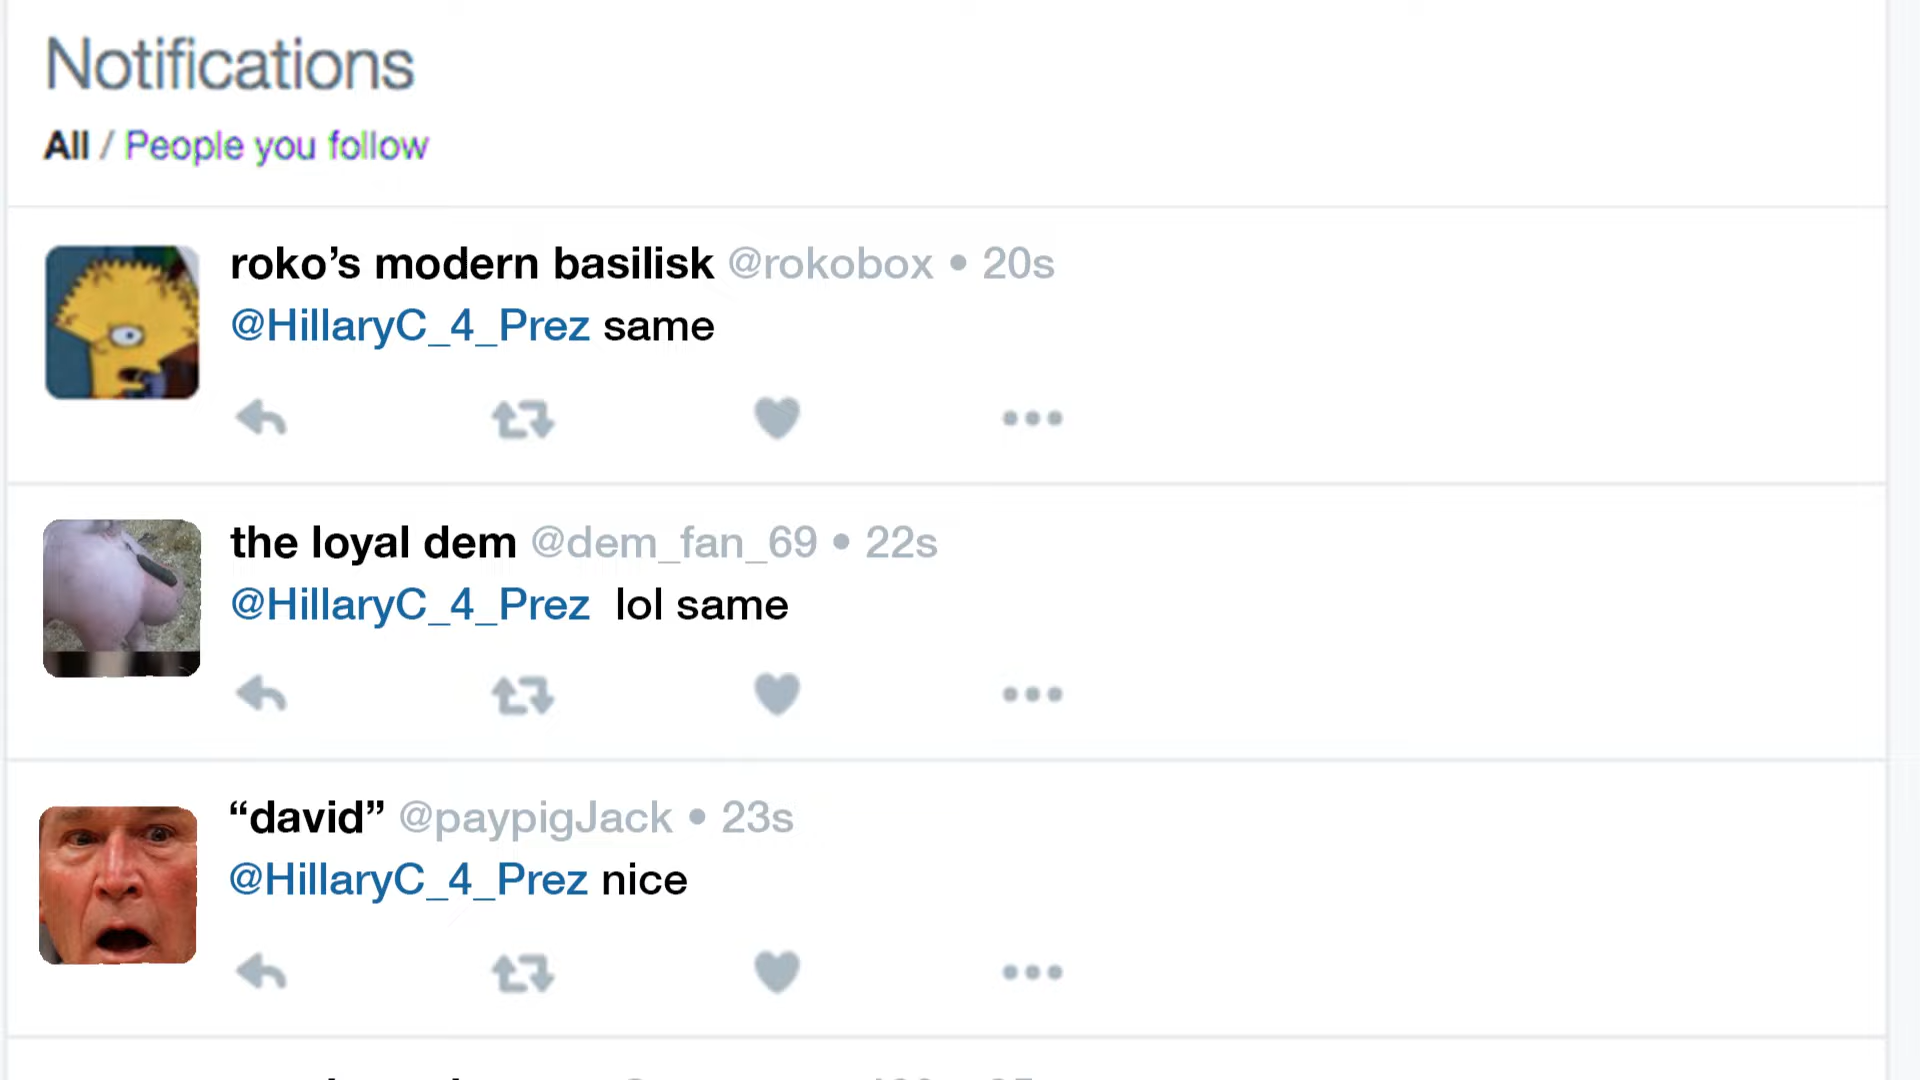 Notifications
All / People you follow
roko’s modern basilisk @rokobox • 20s
@HillaryC_4_Prez same
the loyal dem @dem_fan_69 • 22s
@HillaryC_4_Prez lol same
“david” @paypigJack • 23s
@HillaryC_4_Prez nice